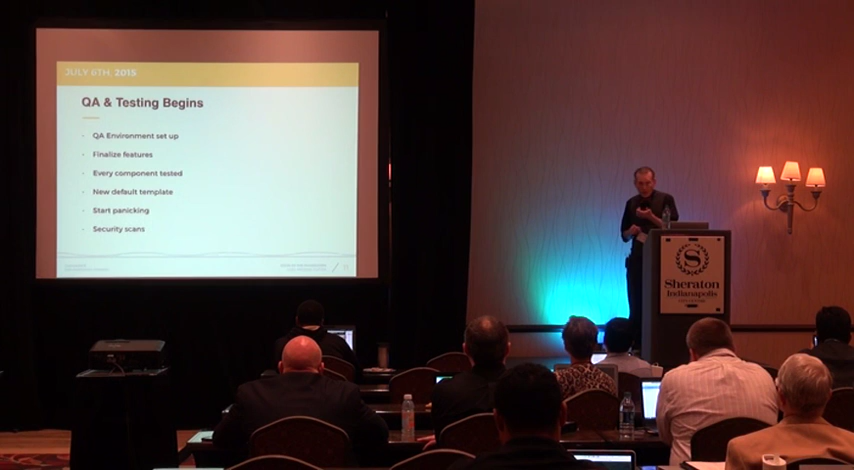 JULY 6TH, 2015
QA & Testing Begins
QA Environment set up
Finalize features
Every component tested
New default template
Start panicking
Security scans
S
Sheraton
Indianapolis